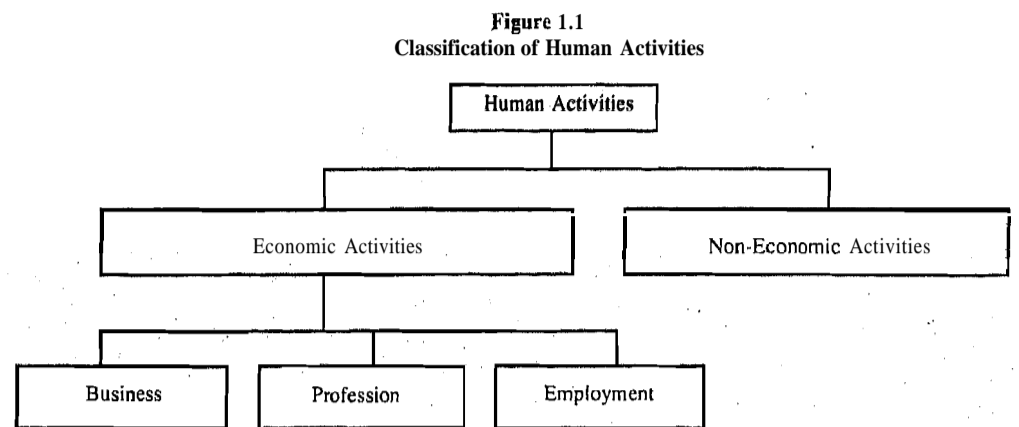 Figure 1.1
Classification of Human Activities
Human Activities
Economic Activities
Non-Economic Activities
Business
Profession
Employment